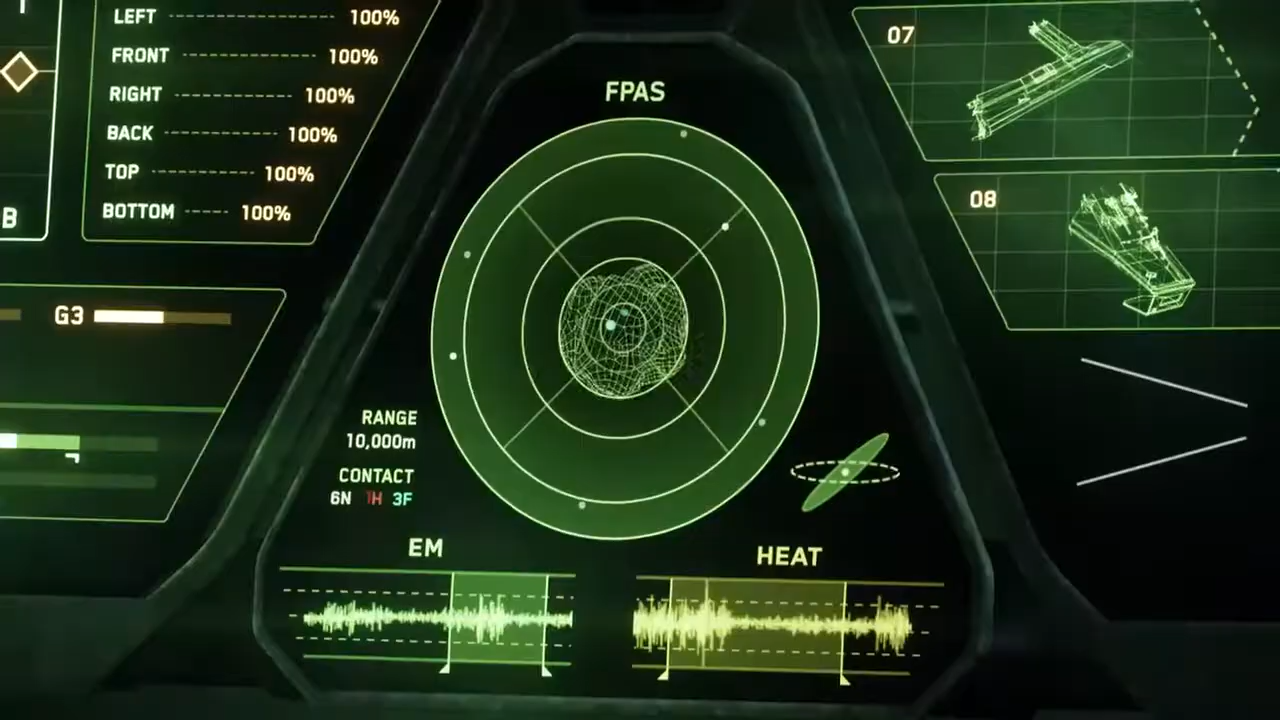 LEFT 100%
FRONT 100%
RIGHT 100%
BACK 100%
TOP 100%
BOTTOM 100%
B
G3
FPAS
RANGE
10,000m
CONTACT
6N 1H 3F
EM
HEAT
07
08